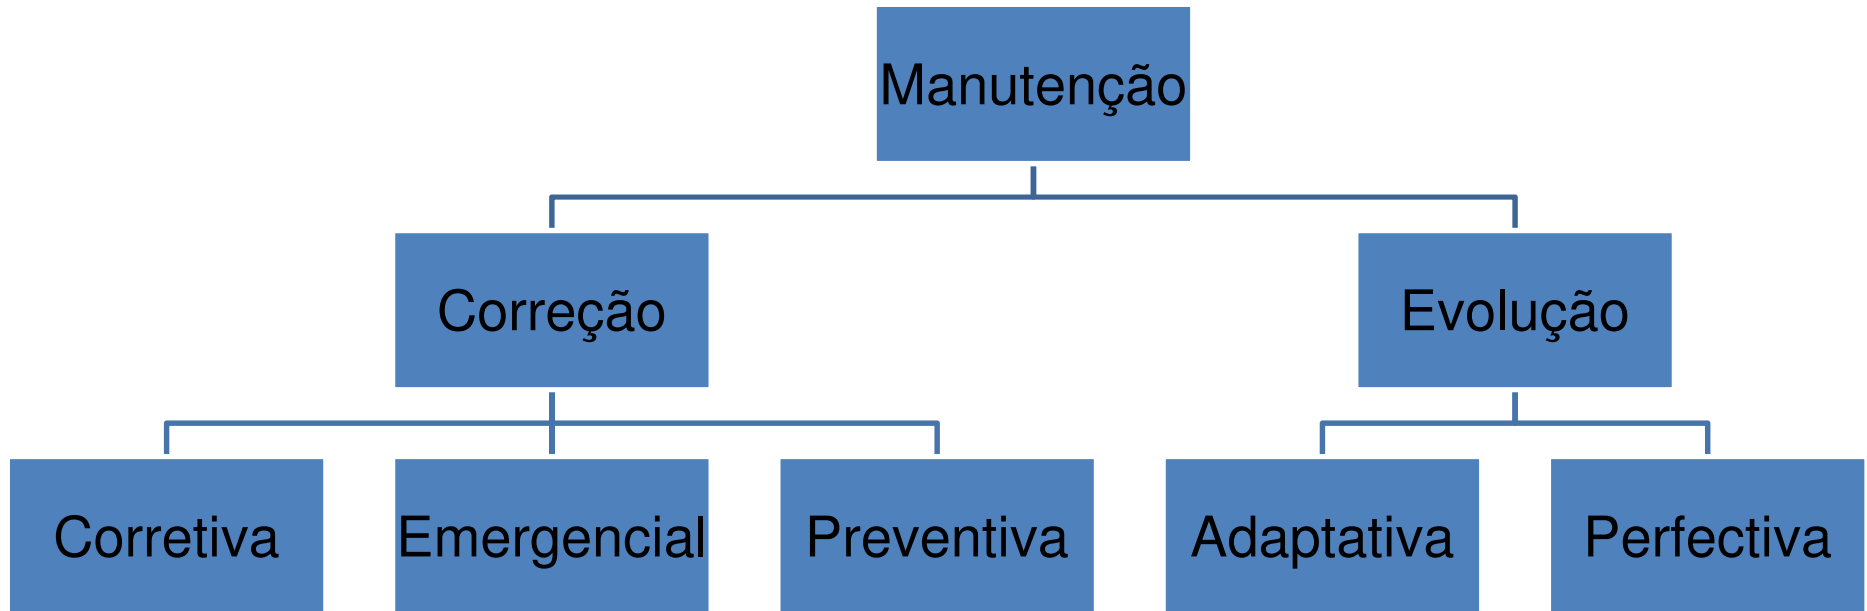 Manutenção
Correção
Evolução
Corretiva
Emergencial
Preventiva
Adaptativa
Perfectiva